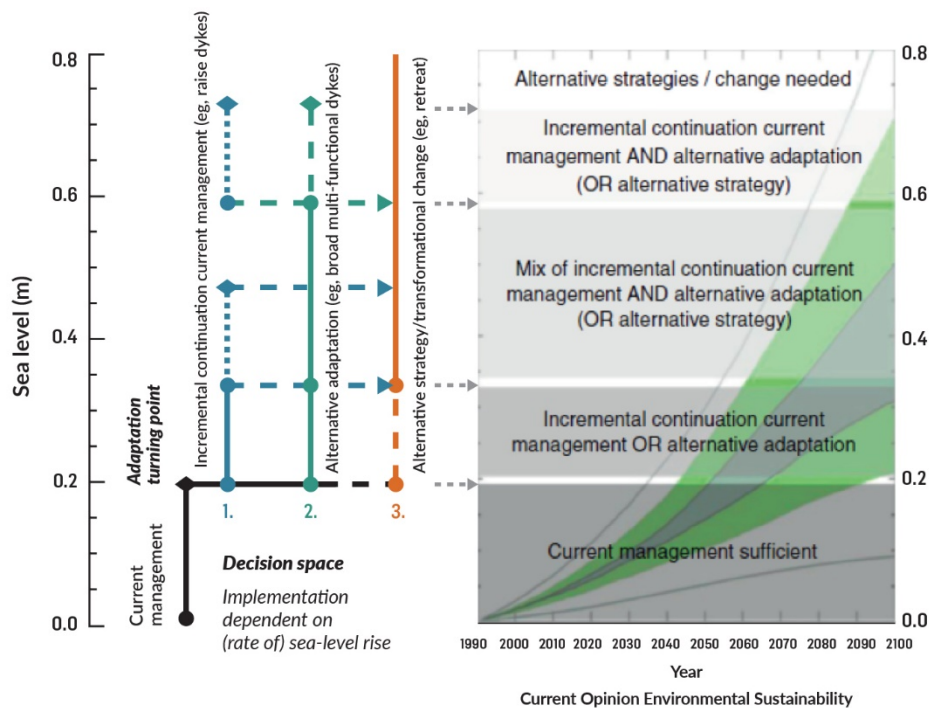 Sea level (m)
0.8
0.6
0.4
0.2
0.0
Adaptation
turning point
Current
management
Incremental continuation current management (eg, raise dykes)
Alternative adaptation (eg, broad multi-functional dykes)
Alternative strategy/transformational change (eg, retreat)
1.
2.
3.
Decision space
Implementation
dependent on
(rate of) sea-level rise
Alternative strategies / change needed
Incremental continuation current
management AND alternative adaptation
(OR alternative strategy)
Mix of incremental continuation current
management AND alternative adaptation
(OR alternative strategy)
Incremental continuation current
management OR alternative adaptation
Current management sufficient
0.8
0.6
0.4
0.2
0.0
1990 2000 2010 2020 2030 2040 2050 2060 2070 2080 2090 2100
Year
Current Opinion Environmental Sustainability